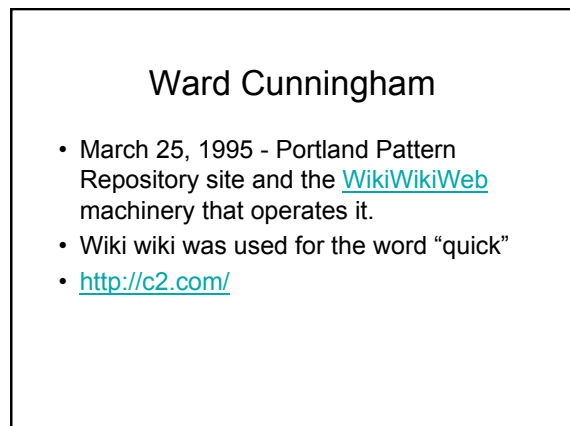 Ward Cunningham
• March 25, 1995 - Portland Pattern
Repository site and the WikiWikiWeb
machinery that operates it.
• Wiki wiki was used for the word “quick”
• http://c2.com/